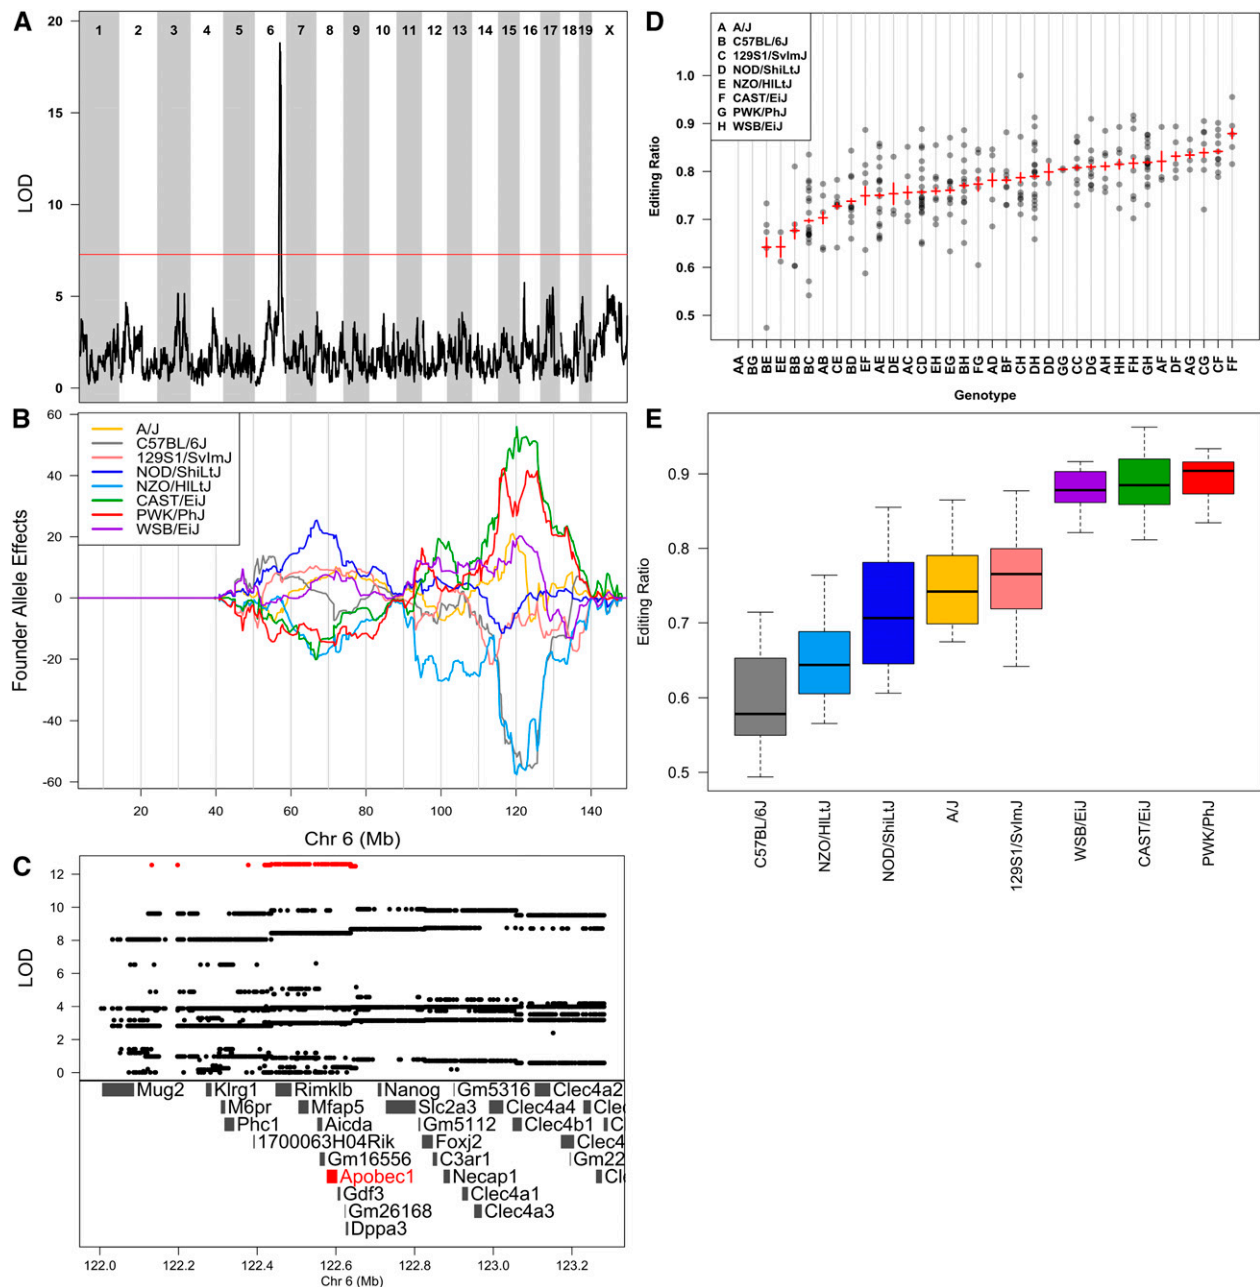 A
20
15
10
5
0
LOD
1 2 3 4 5 6 7 8 9 10 11 12 13 14 15 16 17 18 19 X
B
60
40
20
0
-20
-40
-60
Founder Allele Effects
A/J
C57BL/6J
129S1/SvImJ
NOD/ShiLtJ
NZO/HILtJ
CAST/EiJ
PWK/PhJ
WSB/EiJ
20 40 60 80 100 120 140
Chr 6 (Mb)
C
12
10
8
6
4
2
0
LOD
Mug2 Klrg1 Rimklb Nanog Gm5316 Clec4a2
M6pr Mfap5 Slc2a3 Clec4a4 Clec
Phc1 Aicda Gm5112 Clec4b1 C
1700063H04Rik Foxj2 Clec4
Gm16556 C3ar1 Gm22
Apobec1 Necap1 Cle
Gdf3 Clec4a1
Gm26168 Clec4a3
Dppa3
122.0 122.2 122.4 122.6 122.8 123.0 123.2
Chr 6 (Mb)
D
A A/J
B C57BL/6J
C 129S1/SvImJ
D NOD/ShiLtJ
E NZO/HILtJ
F CAST/EiJ
G PWK/PhJ
H WSB/EiJ
1.0
0.9
0.8
0.7
0.6
0.5
Editing Ratio
AA BG BE EE BB BC AB CE BD EF AE DE AC CD EH EG BH FG AD BF CH DH DD GG CC DG AH HH FH GH AF DF AG CG CF FF
Genotype
E
0.9
0.8
0.7
0.6
0.5
Editing Ratio
C57BL/6J
NZO/HILtJ
NOD/ShiLtJ
A/J
129S1/SvImJ
WSB/EiJ
CAST/EiJ
PWK/PhJ